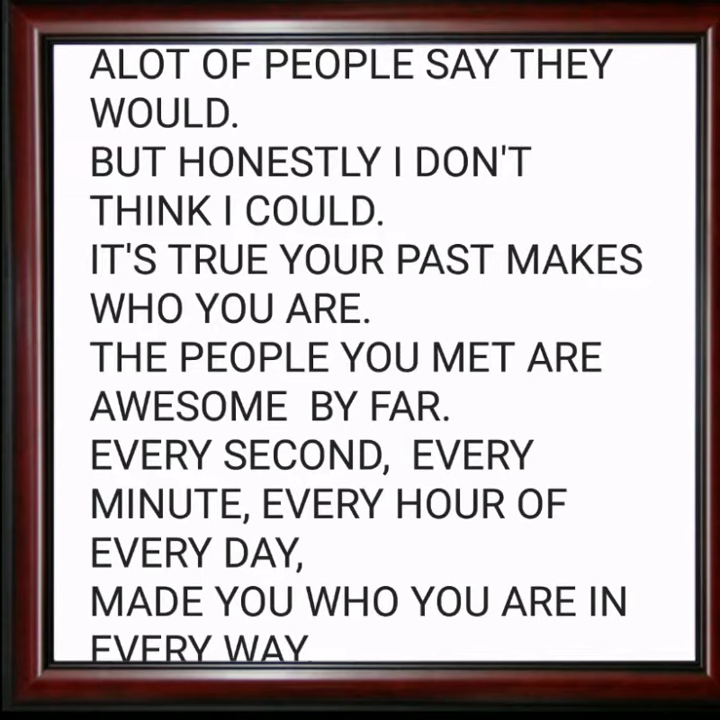 ALOT OF PEOPLE SAY THEY
WOULD.
BUT HONESTLY I DON'T
THINK I COULD.
IT'S TRUE YOUR PAST MAKES
WHO YOU ARE.
THE PEOPLE YOU MET ARE
AWESOME  BY FAR.
EVERY SECOND,  EVERY
MINUTE, EVERY HOUR OF
EVERY DAY,
MADE YOU WHO YOU ARE IN
EVERY WAY